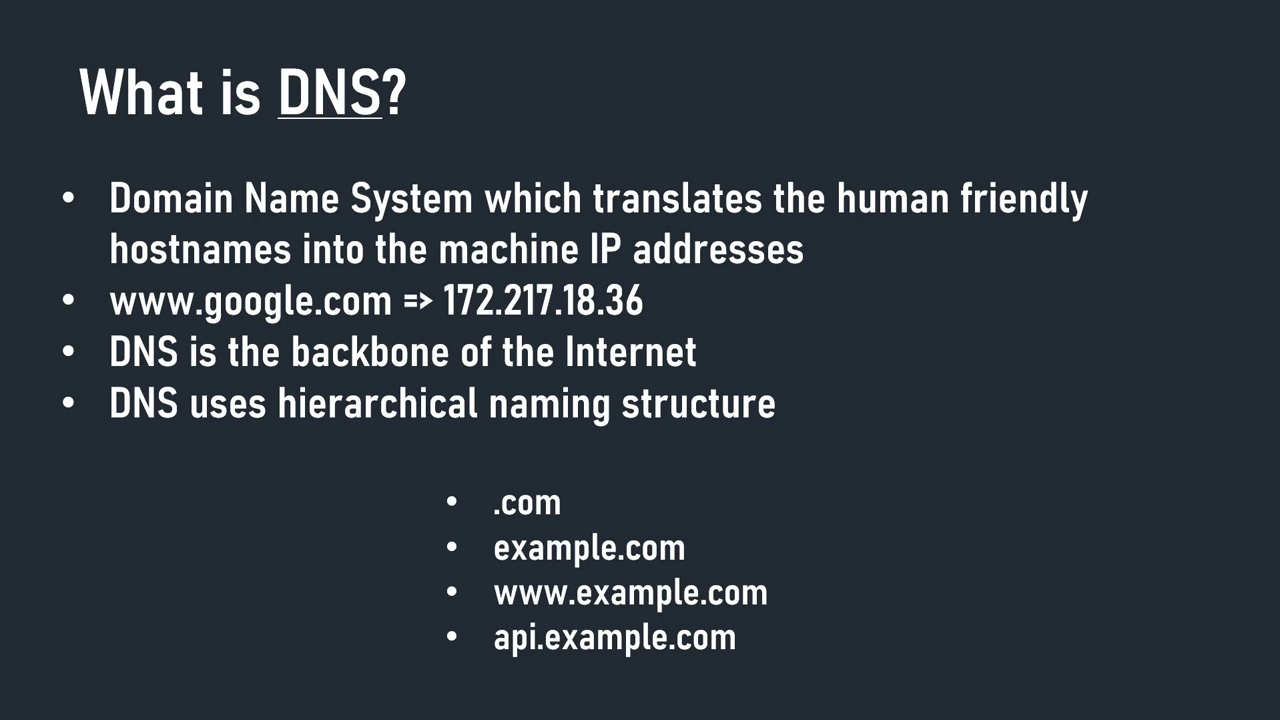 What is DNS?
• Domain Name System which translates the human friendly
hostnames into the machine IP addresses
• www.google.com => 172.217.18.36
• DNS is the backbone of the Internet
• DNS uses hierarchical naming structure
• .com
• example.com
• www.example.com
• api.example.com